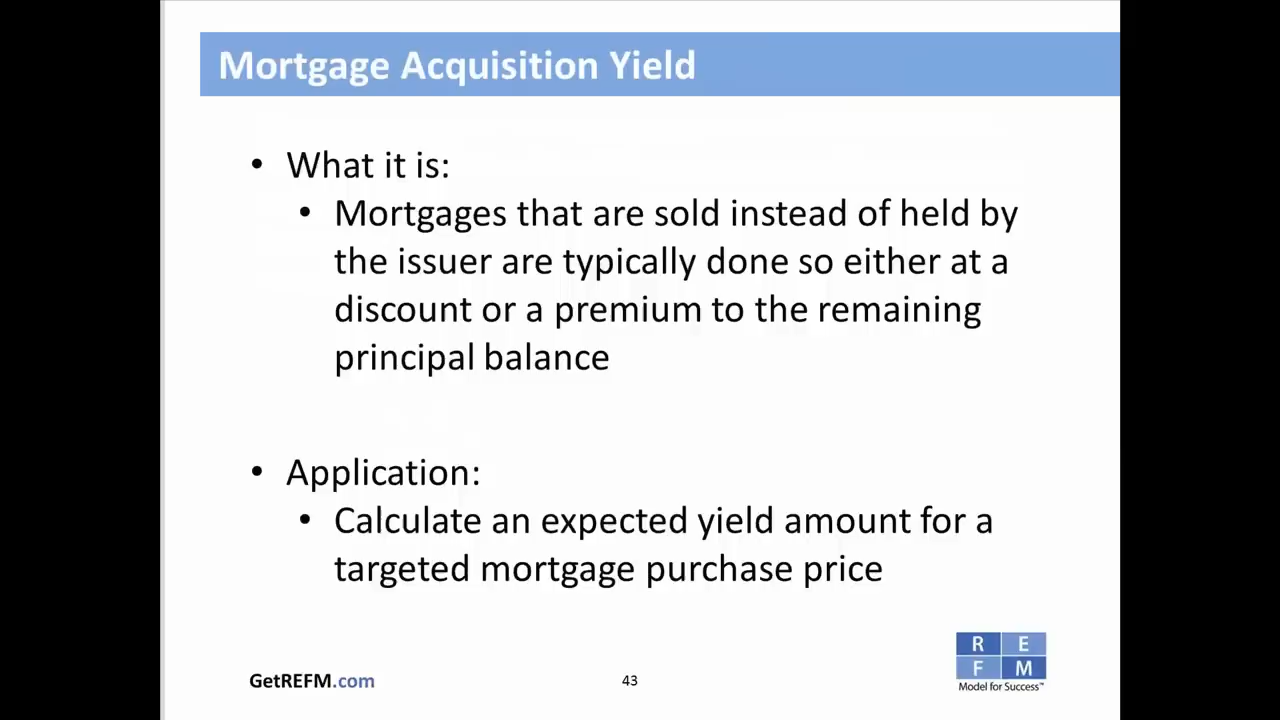 Mortgage Acquisition Yield
• What it is:
• Mortgages that are sold instead of held by
the issuer are typically done so either at a
discount or a premium to the remaining
principal balance
• Application:
• Calculate an expected yield amount for a
targeted mortgage purchase price
GetREFM.com
43
R E
F M
Model for Success™